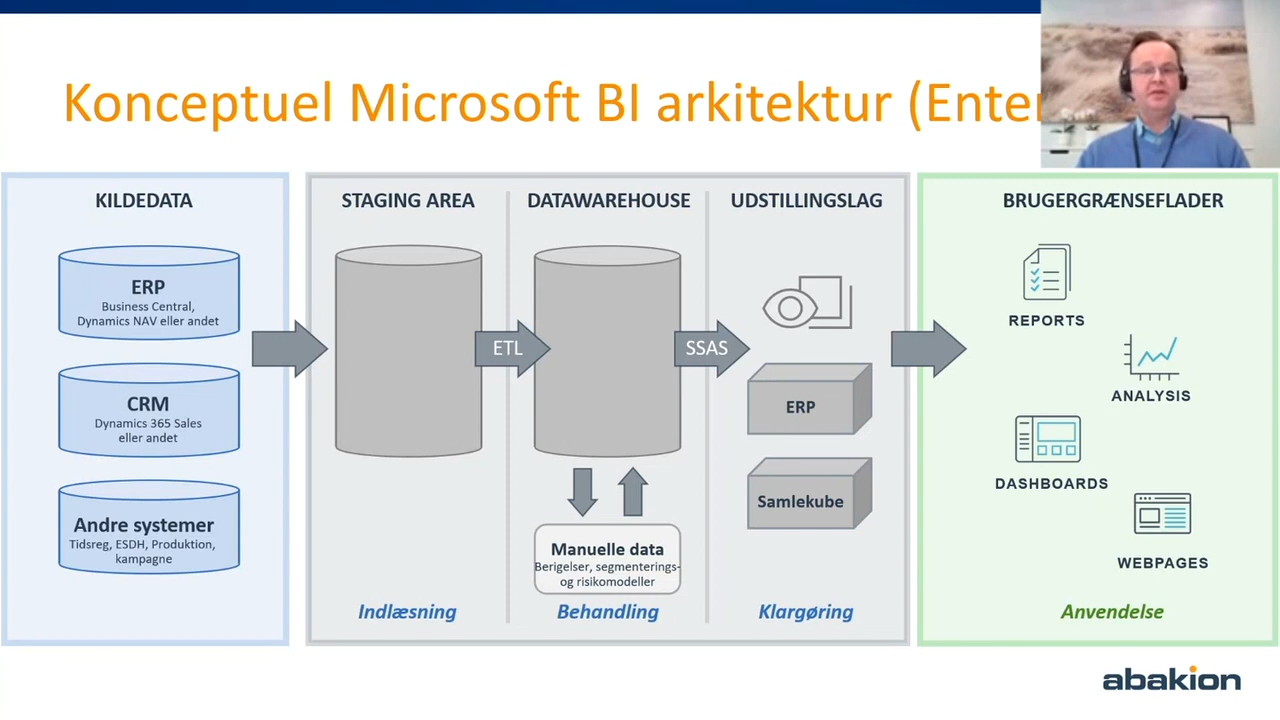 Konceptuel Microsoft BI arkitektur (Enter
KILDEDATA
ERP
Business Central,
Dynamics NAV eller andet
CRM
Dynamics 365 Sales
eller andet
Andre systemer
Tidsreg, ESDH, Produktion,
kampagne
STAGING AREA
ETL
Indlæsning
DATAWAREHOUSE
SSAS
Manuelle data
Berigelser, segmenterings-
og risikomodeller
Behandling
UDSTILLINGSLAG
ERP
Samlekube
Klargøring
BRUGERGRÆNSEFLADER
REPORTS
ANALYSIS
DASHBOARDS
WEBPAGES
Anvendelse
abakion